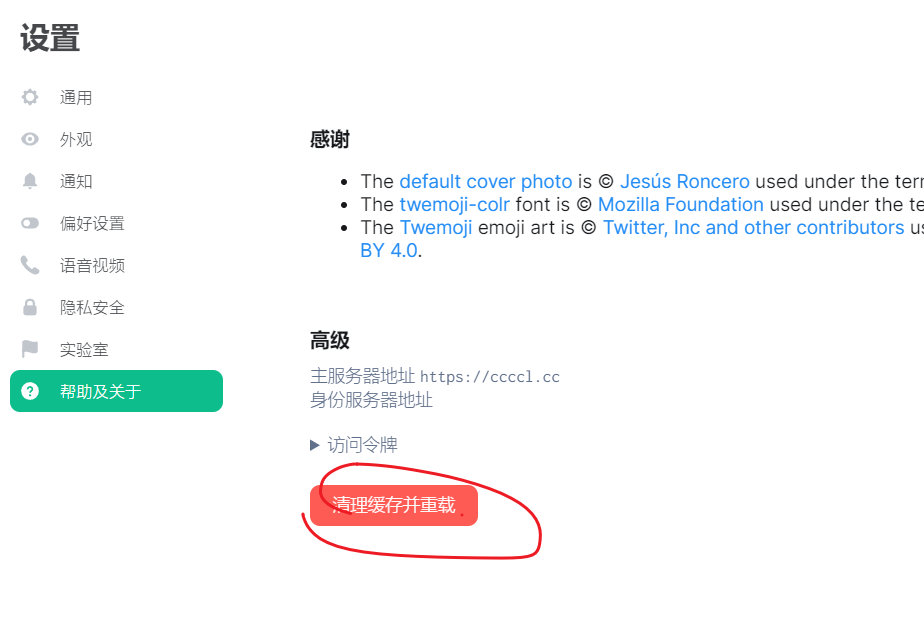 设置
通用
外观
通知
偏好设置
语音视频
隐私安全
实验室
帮助及关于
感谢
The default cover photo is © Jesús Roncero used under the
The twemoji-colr font is © Mozilla Foundation used under the
The Twemoji emoji art is © Twitter, Inc and other contributors
BY 4.0.
高级
主服务器地址 https://ccccl.cc
身份服务器地址
访问令牌
清理缓存并重载